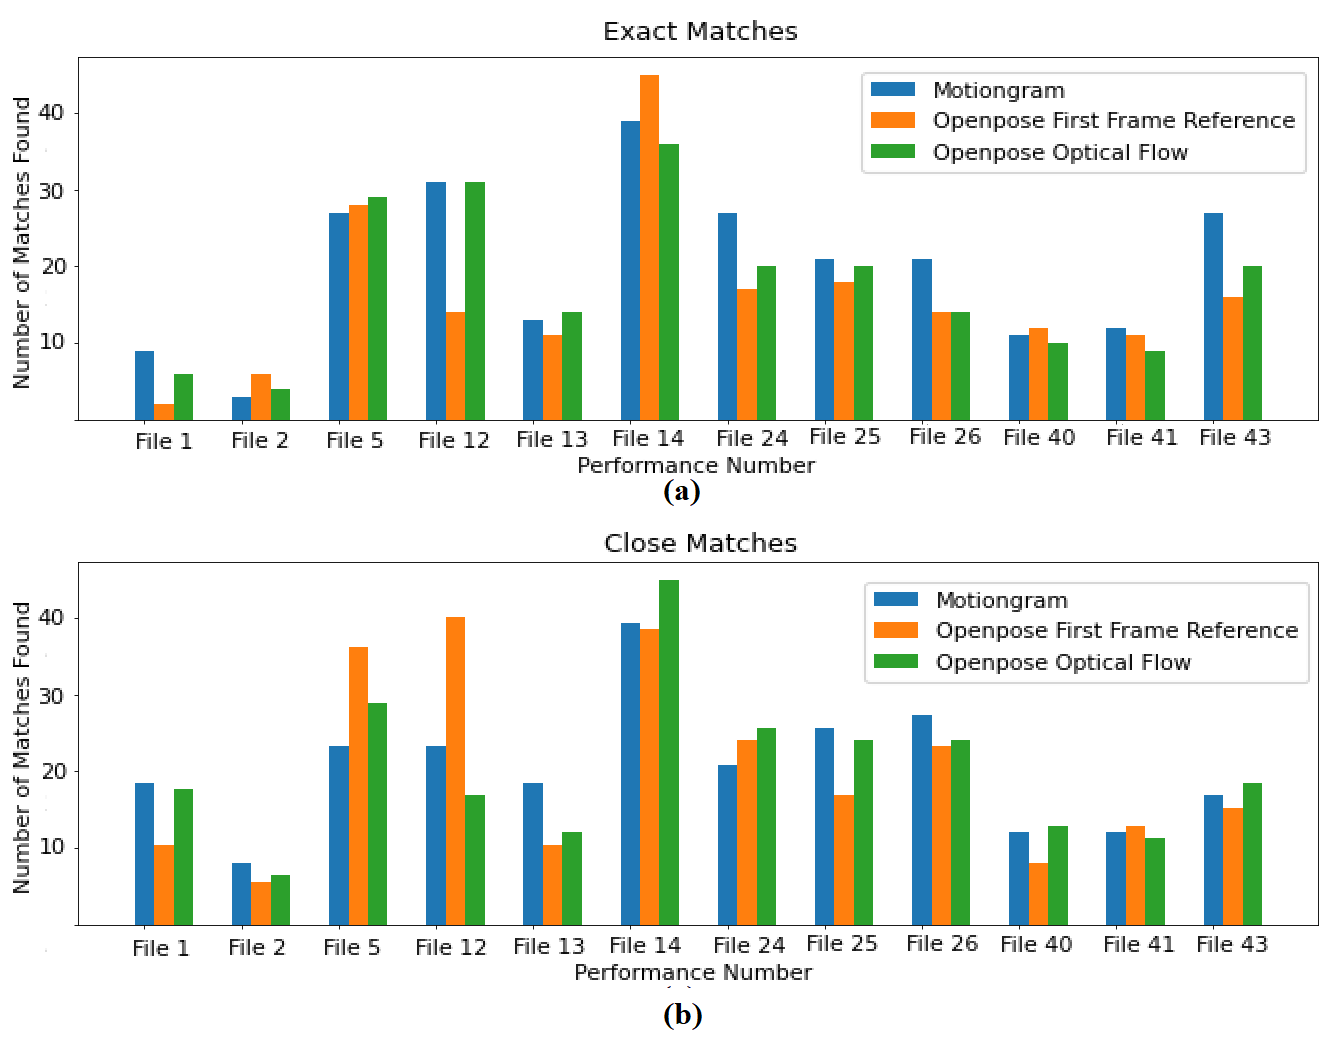 Exact Matches
Number of Matches Found
40
30
20
10
Motiongram
Openpose First Frame Reference
Openpose Optical Flow
File 1 File 2 File 5 File 12 File 13 File 14 File 24 File 25 File 26 File 40 File 41 File 43
Performance Number
(a)
Close Matches
Number of Matches Found
40
30
20
10
Motiongram
Openpose First Frame Reference
Openpose Optical Flow
File 1 File 2 File 5 File 12 File 13 File 14 File 24 File 25 File 26 File 40 File 41 File 43
Performance Number
(b)